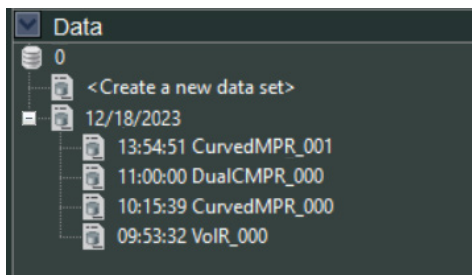 Data
0
<Create a new data set>
12/18/2023
13:54:51 CurvedMPR_001
11:00:00 DualCMPR_000
10:15:39 CurvedMPR_000
09:53:32 VolR_000